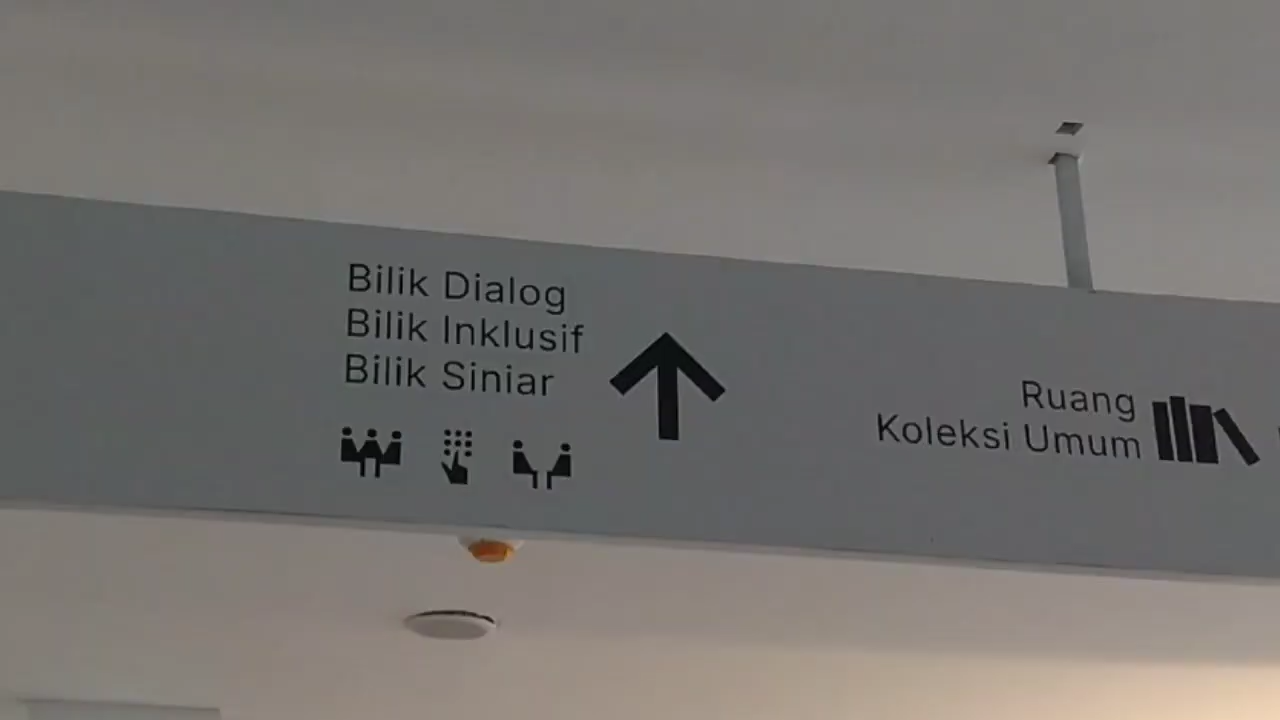 Bilik Dialog
Bilik Inklusif
Bilik Siniar
Ruang
Koleksi Umum